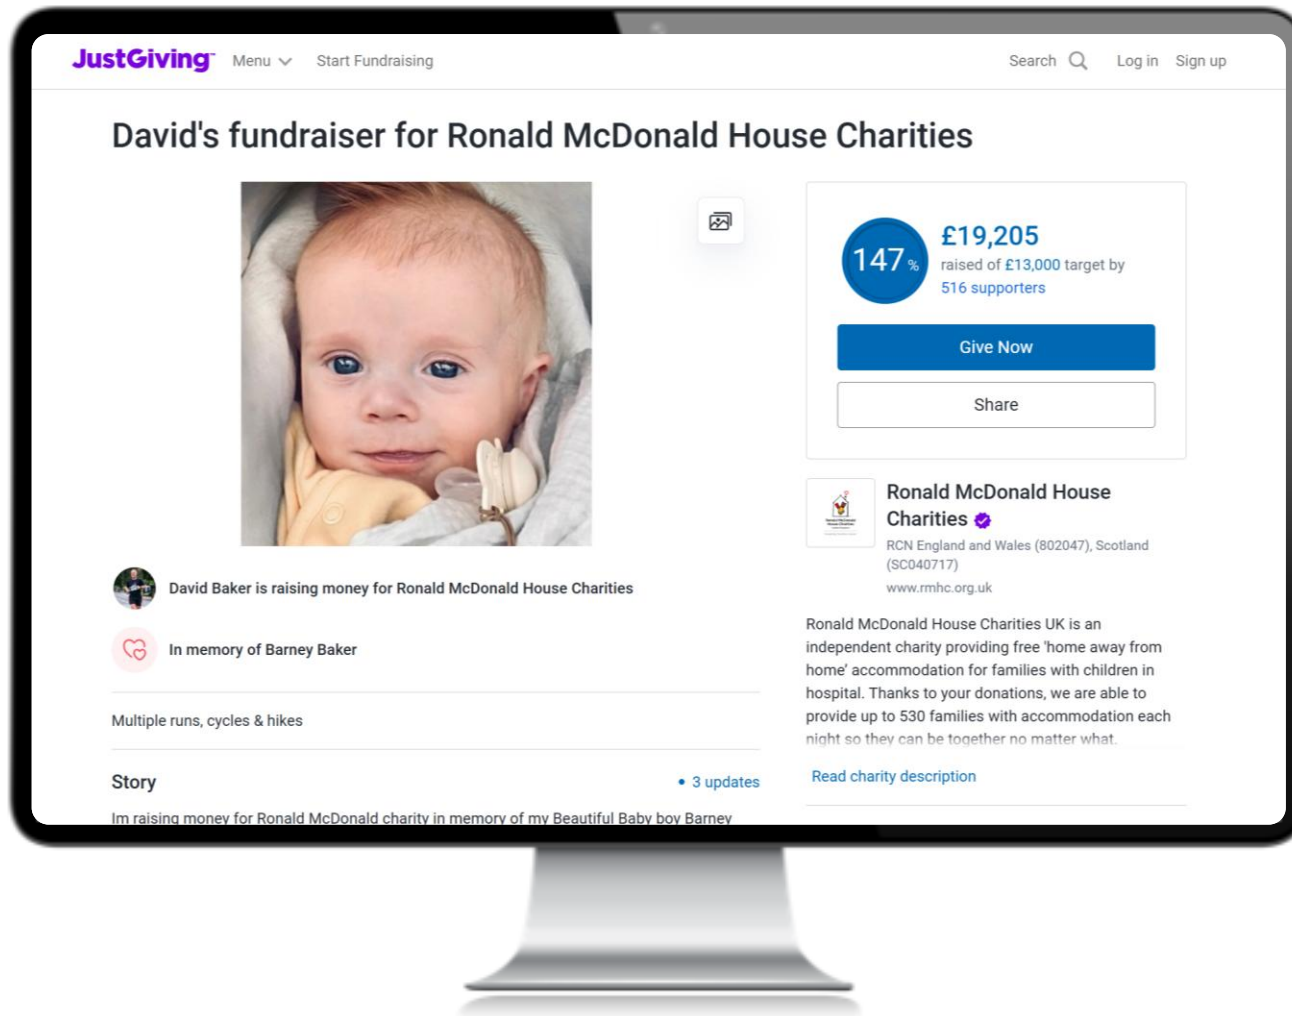 JustGiving™ Menu Start Fundraising Search Log in Sign up
David's fundraiser for Ronald McDonald House Charities
147 %
£19,205
raised of £13,000 target by
516 supporters
Give Now
Share
Ronald McDonald House
Charities
RCN England and Wales (802047), Scotland
(SC040717)
www.rmhc.org.uk
Ronald McDonald House Charities UK is an
independent charity providing free 'home away from
home' accommodation for families with children in
hospital. Thanks to your donations, we are able to
provide up to 530 families with accommodation each
night so they can be together no matter what.
Read charity description
David Baker is raising money for Ronald McDonald House Charities
In memory of Barney Baker
Multiple runs, cycles & hikes
Story • 3 updates
Im raising money for Ronald McDonald charity in memory of my Beautiful Baby boy Barney